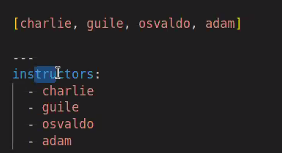 [charlie, guile, osvaldo, adam]
---
instructors:
- charlie
- guile
- osvaldo
- adam